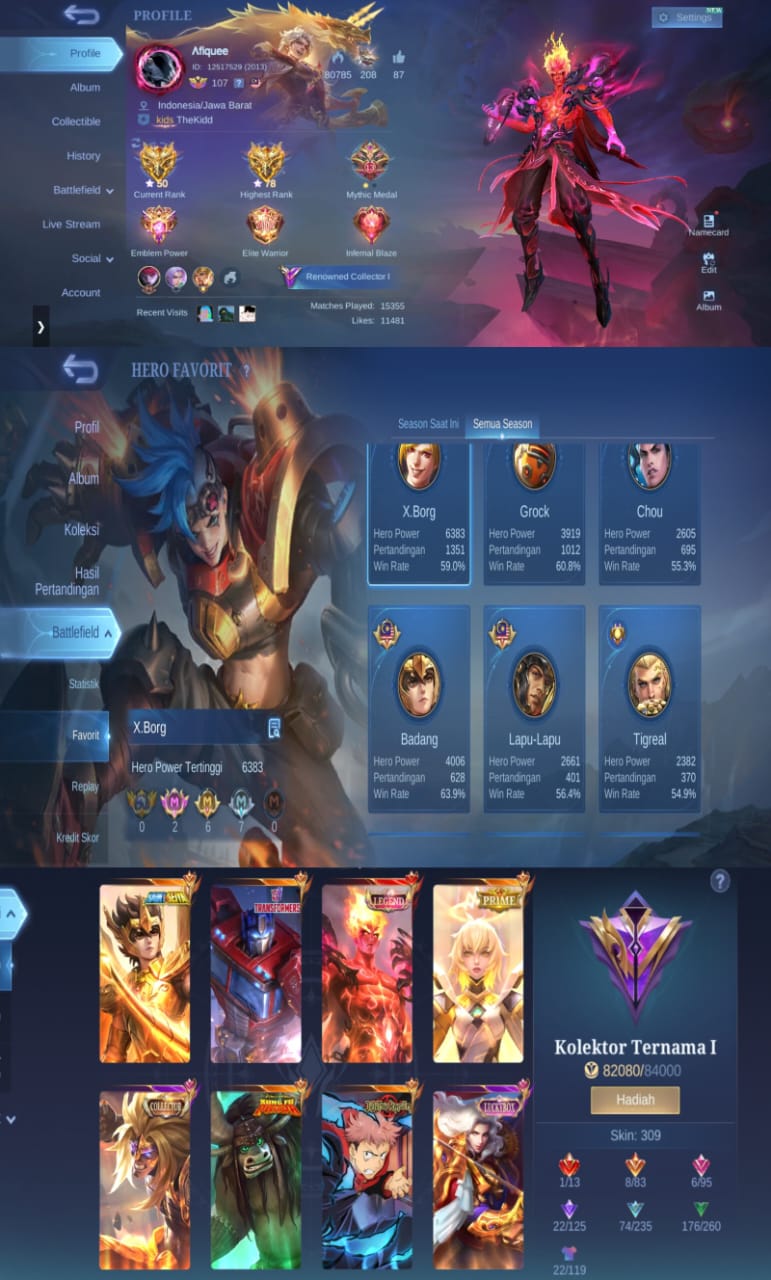 PROFILE
NEW
Settings
Profile
Album
Collectible
History
Battlefield
Live Stream
Social
Account
Afiquee
ID: 12517529 (2013)
107
80785 208 87
Indonesia/Jawa Barat
kids TheKidd
50
Current Rank
78
Highest Rank
Mythic Medal
Emblem Power
Elite Warrior
Infernal Blaze
Renowned Collector I
Recent Visits
Matches Played: 15355
Likes: 11481
Namecard
Edit
Album
HERO FAVORIT ?
Season Saat Ini
Semua Season
Profil
Album
Koleksi
Hasil
Pertandingan
Battlefield
Statistik
Favorit
Replay
Kredit Skor
X.Borg
Hero Power 6383
Pertandingan 1351
Win Rate 59.0%
Grock
Hero Power 3919
Pertandingan 1012
Win Rate 60.8%
Chou
Hero Power 2605
Pertandingan 695
Win Rate 55.3%
Badang
Hero Power 4006
Pertandingan 628
Win Rate 63.9%
Lapu-Lapu
Hero Power 2661
Pertandingan 401
Win Rate 56.4%
Tigreal
Hero Power 2382
Pertandingan 370
Win Rate 54.9%
X.Borg
Hero Power Tertinggi 6383
0 2 6 7 0
TRANSFORMERS
LEGEND
PRIME
COLLECTOR
KUNG FU
LUCKYBOX
?
Kolektor Ternama I
82080/84000
Hadiah
Skin: 309
1/13 8/83 6/95
22/125 74/235 176/260
22/119